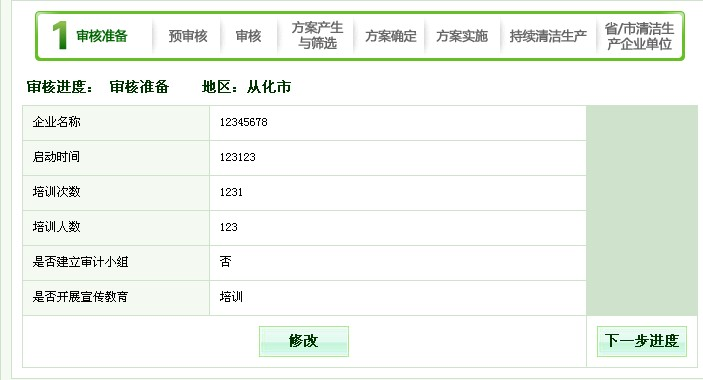 1 审核准备 预审核 审核 方案产生与筛选 方案确定 方案实施 持续清洁生产 省/市清洁生产企业单位
审核进度： 审核准备 地区：从化市
企业名称 12345678
启动时间 123123
培训次数 1231
培训人数 123
是否建立审计小组 否
是否开展宣传教育 培训
修改 下一步进度